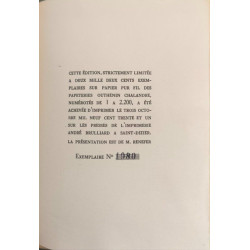 CETTE ÉDITION, STRICTEMENT LIMITÉE
A DEUX MILLE DEUX CENTS EXEM-
PLAIRES SUR PAPIER PUR FIL DES
PAPETERIES OUTHENIN CHALANDRE,
NUMÉROTÉS DE 1 A 2.200, A ÉTÉ
ACHEVÉE D'IMPRIMER LE TROIS OCTO-
BRE MIL NEUF CENT TRENTE ET UN
SUR LES PRESSES DE L'IMPRIMERIE
ANDRÉ BRULLIARD A SAINT-DIZIER.
LA PRÉSENTATION EST DE M. RENEFER
EXEMPLAIRE N° 1980